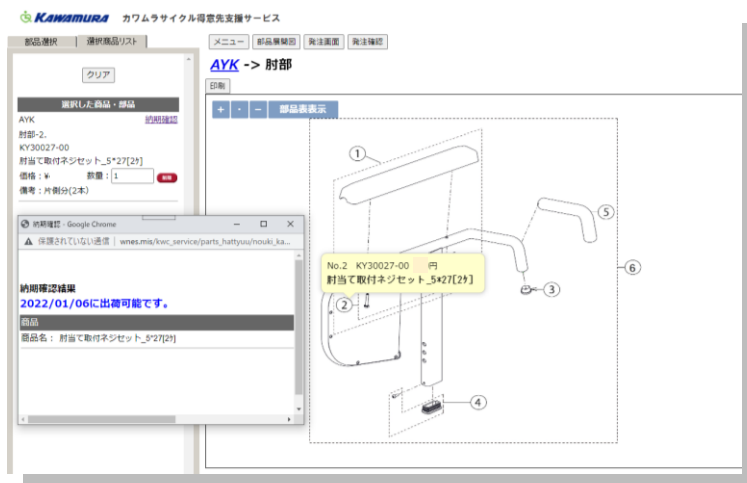 KAWAMURA カワムラサイクル得意先支援サービス
部品選択 選択商品リスト メニュー 部品展開図 発注画面 発注確認
クリア
AYK -> 肘部
印刷
選択した商品・部品
+ ・ − 部品表表示
AYK 納期確認
肘部-2.
KY30027-00
肘当て取付ネジセット_5*27[2ケ]
価格：¥ 数量：1 削除
備考：片側分(2本)
納期確認 - Google Chrome
保護されていない通信 | wnes.mis/kwc_service/parts_hattyuu/nouki_ka...
納期確認結果
2022/01/06に出荷可能です。
商品
商品名： 肘当て取付ネジセット_5*27[2ケ]
1
5
No.2 KY30027-00 円
肘当て取付ネジセット_5*27[2ケ]
6
3
2
4